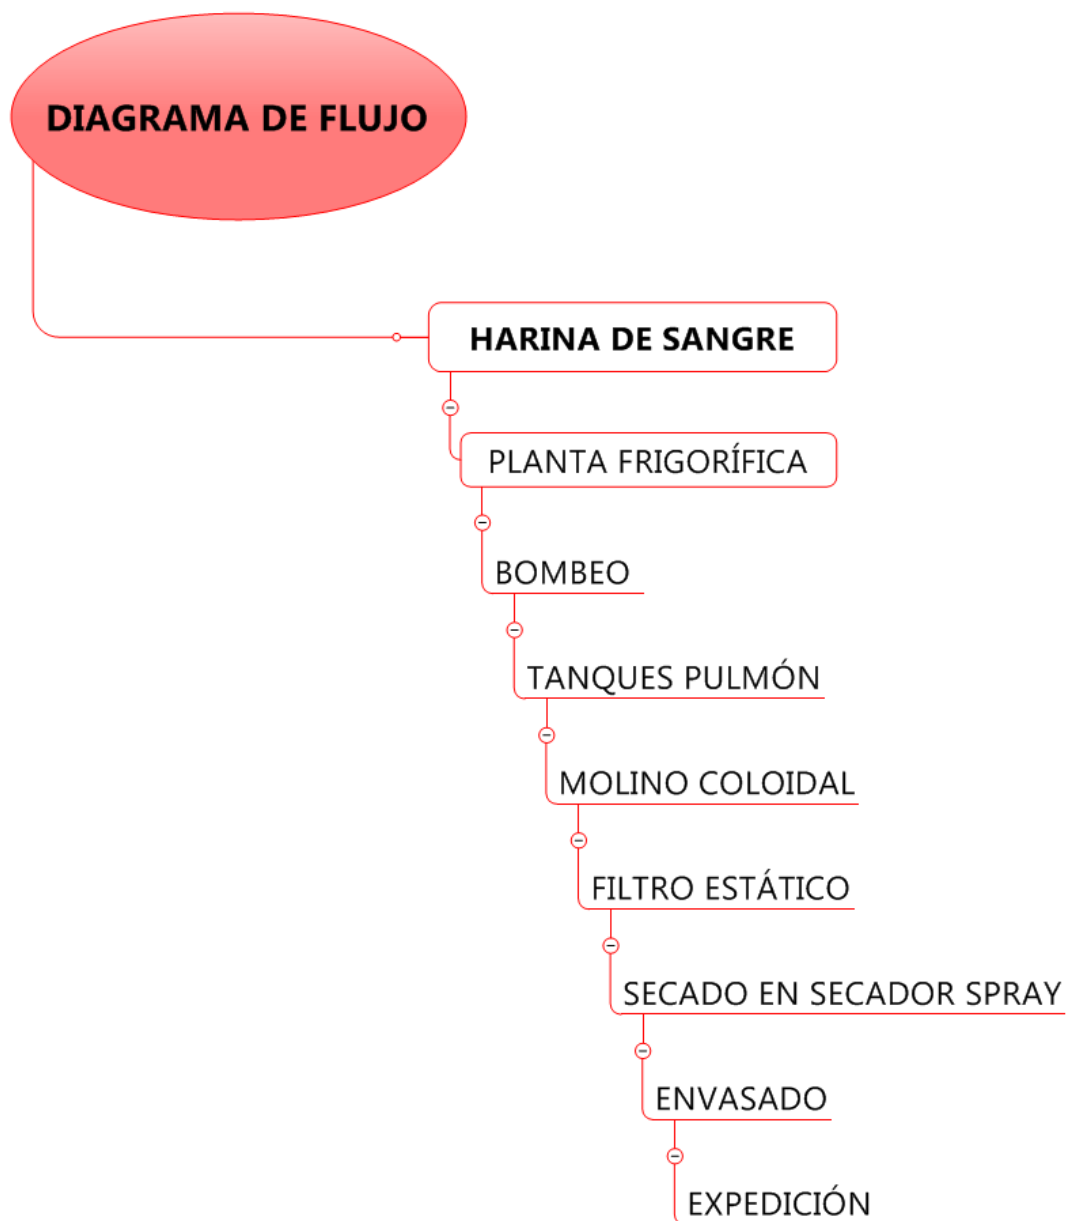 DIAGRAMA DE FLUJO
HARINA DE SANGRE
PLANTA FRIGORÍFICA
BOMBEO
TANQUES PULMÓN
MOLINO COLOIDAL
FILTRO ESTÁTICO
SECADO EN SECADOR SPRAY
ENVASADO
EXPEDICIÓN